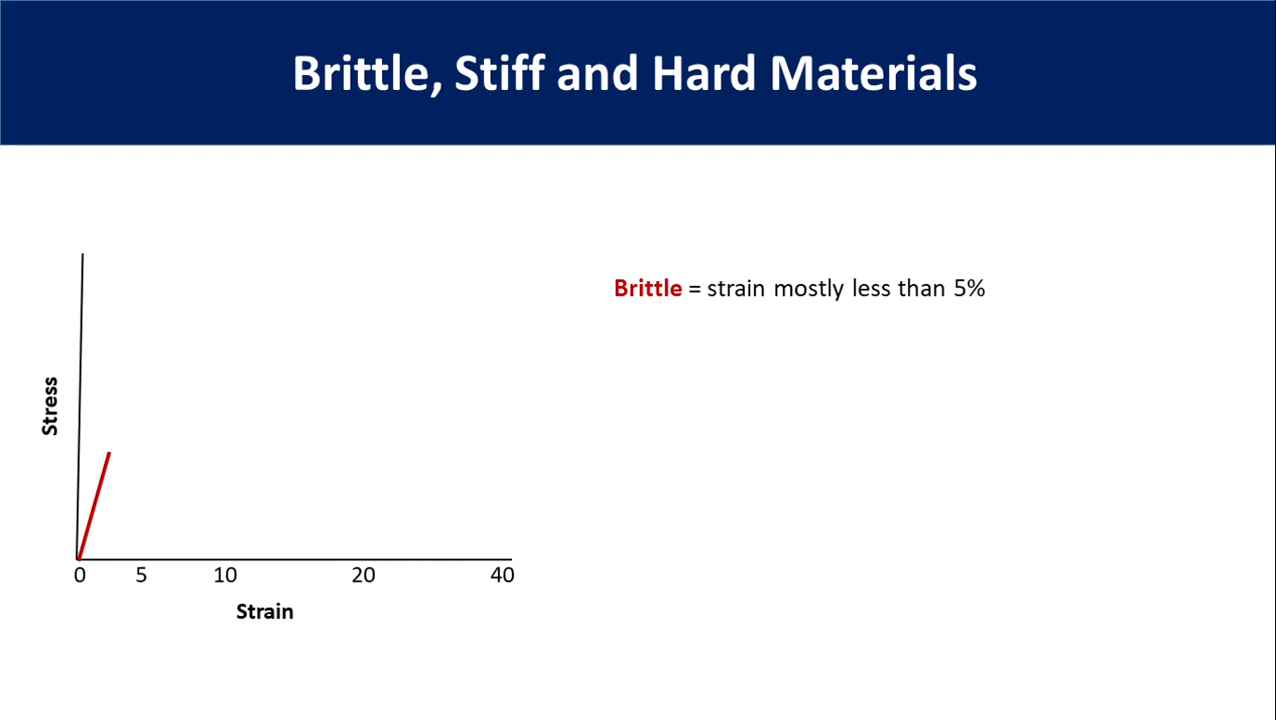 Brittle, Stiff and Hard Materials
Brittle = strain mostly less than 5%
Stress
0 5 10 20 40
Strain